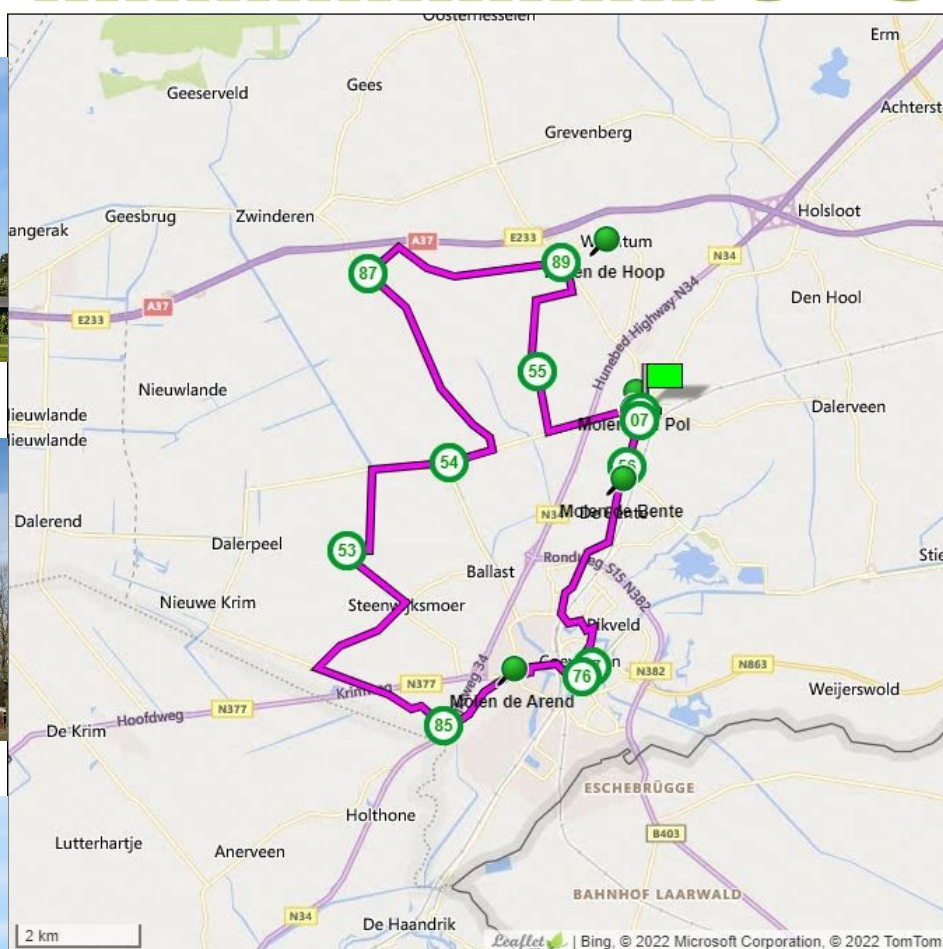 Erm
Gees
Geeserveld
Achterst
Grevenberg
Holsloot
Geesbrug
Zwinderen
angerak
A37
E233
N34
Molen de Hoop
89
87
Den Hool
A37
E233
Hunebed Highway N34
55
Nieuwlande
Dalerveen
ieuwlande
ieuwlande
07
Pol
54
56
Molen de Bente
N34
Dalerend
53
Dalerpeel
Rondweg S15 N382
Stie
Ballast
Nieuwe Krim
Steenwijksmoer
Pikveld
76
N382
N863
N377
Krimweg
Weijerswold
Molen de Arend
Hoofdweg
N377
85
De Krim
ESCHEBRÜGGE
Holthone
B403
Lutterhartje
Anerveen
BAHNHOF LAARWALD
N34
De Haandrik
2 km
Leaflet | Bing, © 2022 Microsoft Corporation, © 2022 TomTom